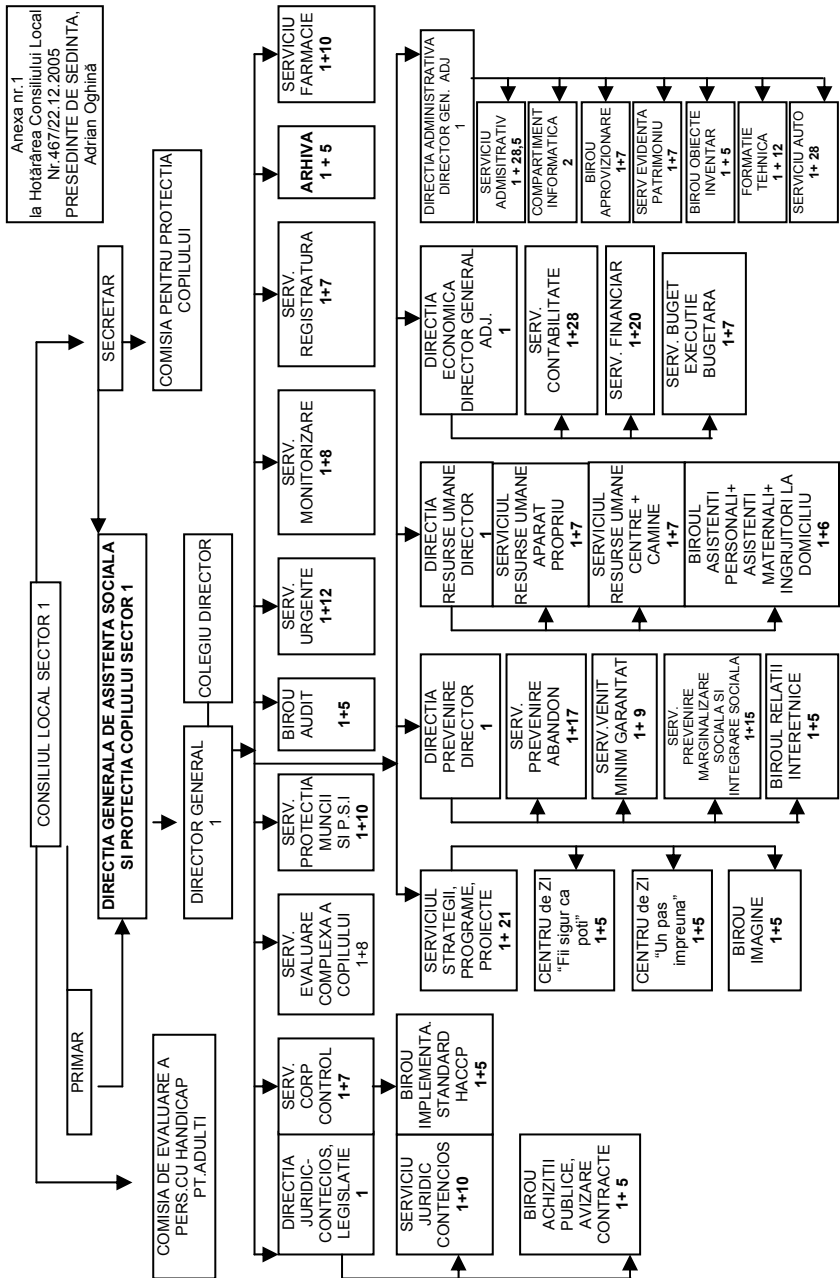 Anexa nr.1
la Hotărârea Consiliului Local
Nr.467/22.12.2005
PRESEDINTE DE SEDINTA,
Adrian Oghină
CONSILIUL LOCAL SECTOR 1
PRIMAR
SECRETAR
COMISIA DE EVALUARE A
PERS.CU HANDICAP
PT.ADULTI
DIRECTIA GENERALA DE ASISTENTA SOCIALA
SI PROTECTIA COPILULUI SECTOR 1
COMISIA PENTRU PROTECTIA
COPILULUI
DIRECTOR GENERAL
1
COLEGIU DIRECTOR
DIRECTIA
JURIDIC-
CONTECIOS,
LEGISLATIE
1
SERV.
CORP
CONTROL
1+7
SERV.
EVALUARE
COMPLEXA A
COPILULUI
1+8
SERV.
PROTECTIA
MUNCII
SI P.S.I
1+10
BIROU
AUDIT
1+5
SERV.
URGENTE
1+12
SERV.
MONITORIZARE
1+8
SERV.
REGISTRATURA
1+7
ARHIVA
1 + 5
SERVICIU
FARMACIE
1+10
SERVICIU
JURIDIC
CONTENCIOS
1+10
BIROU
ACHIZITII
PUBLICE,
AVIZARE
CONTRACTE
1+ 5
BIROU
IMPLEMENTA.
STANDARD
HACCP
1+5
SERVICIUL
STRATEGII,
PROGRAME,
PROIECTE
1+ 21
CENTRU de ZI
“Fii sigur ca
poti”
1+5
CENTRU de ZI
“Un pas
impreuna”
1+5
BIROU
IMAGINE
1+5
DIRECTIA
PREVENIRE
DIRECTOR
1
SERV.
PREVENIRE
ABANDON
1+17
SERV.VENIT
MINIM GARANTAT
1+ 9
SERV.
PREVENIRE
MARGINALIZARE
SOCIALA SI
INTEGRARE SOCIALA
1+15
BIROUL RELATII
INTERETNICE
1+5
DIRECTIA
RESURSE UMANE
DIRECTOR
1
SERVICIUL
RESURSE UMANE
APARAT
PROPRIU
1+7
SERVICIUL
RESURSE UMANE
CENTRE +
CAMINE
1+7
BIROUL
ASISTENTI
PERSONALI+
ASISTENTI
MATERNALI+
INGRIJITORI LA
DOMICILIU
1+6
DIRECTIA
ECONOMICA
DIRECTOR GENERAL
ADJ.
1
SERV.
CONTABILITATE
1+28
SERV. FINANCIAR
1+20
SERV. BUGET
EXECUTIE
BUGETARA
1+7
DIRECTIA ADMINISTRATIVA
DIRECTOR GEN. ADJ
1
SERVICIU
ADMISITRATIV
1 + 28,5
COMPARTIMENT
INFORMATICA
2
BIROU
APROVIZIONARE
1+7
SERV EVIDENTA
PATRIMONIU
1+7
BIROU OBIECTE
INVENTAR
1 + 5
FORMATIE
TEHNICA
1 + 12
SERVICIU AUTO
1+ 28